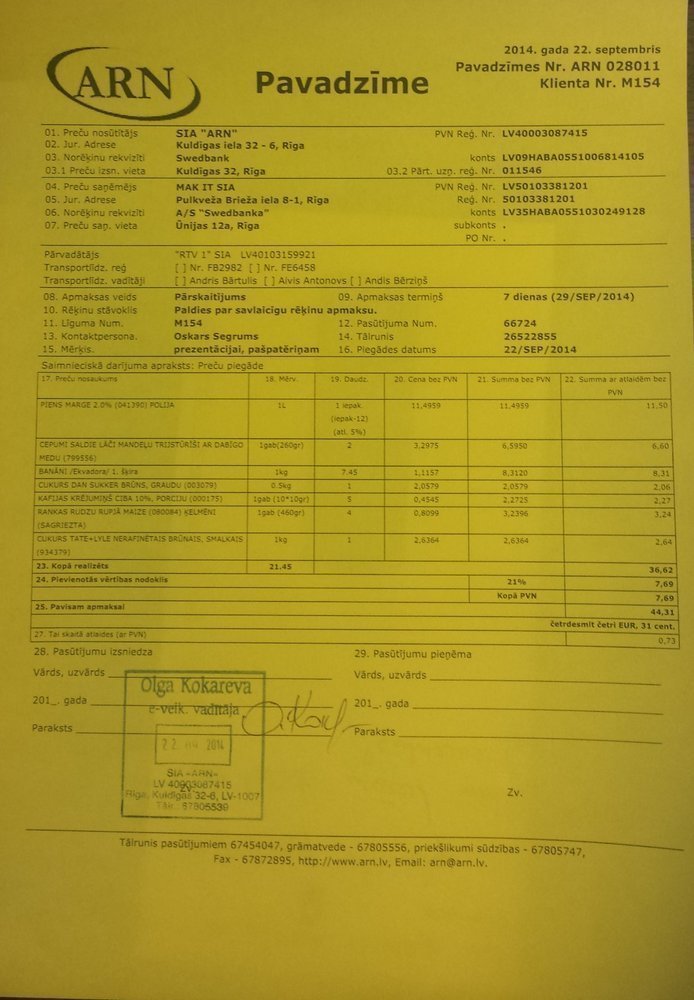 2014. gada 22. septembris
ARN
Pavadzīme
Pavadzīmes Nr. ARN 028011
Klienta Nr. M154
01. Preču nosūtītājs SIA "ARN" PVN Reģ. Nr. LV40003087415
02. Jur. Adrese Kuldīgas iela 32 - 6, Rīga
03. Norēķinu rekvizīti Swedbank konts LV09HABA0551006814105
03.1 Preču izsn. vieta Kuldīgas 32, Rīga 03.2 Pārt. uzņ. reģ. Nr. 011546
04. Preču saņēmējs MAK IT SIA PVN Reģ. Nr. LV50103381201
05. Jur. Adrese Pulkveža Brieža iela 8-1, Rīga Reģ. Nr. 50103381201
06. Norēķinu rekvizīti A/S "Swedbanka" konts LV35HABA0551030249128
07. Preču saņ. vieta Ūnijas 12a, Rīga subkonts .
PO Nr. .
Pārvadātājs "RTV 1" SIA LV40103159921
Transportlīdz. reģ [ ] Nr. FB2982 [ ] Nr. FE6458
Transportlīdz. vadītāji [ ] Andris Bārtulis [ ] Aivis Antonovs [ ] Andis Bērziņš
08. Apmaksas veids Pārskaitījums 09. Apmaksas termiņš 7 dienas (29/SEP/2014)
10. Rēķinu stāvoklis Paldies par savlaicīgu rēķinu apmaksu.
11. Līguma Num. M154 12. Pasūtījuma Num. 66724
13. Kontaktpersona. Oskars Segrums 14. Tālrunis 26522855
15. Mērķis. prezentācijai, pašpatēriņam 16. Piegādes datums 22/SEP/2014
Saimnieciskā darījuma apraksts: Preču piegāde
17. Preču nosaukums 18. Mērv. 19. Daudz. 20. Cena bez PVN 21. Summa bez PVN 22. Summa ar atlaidēm bez PVN
PIENS MARGE 2.0% (041390) POLIJA 1L 1 iepak. 11,4959 11,4959 11,50
(iepak-12)
(atl. 5%)
CEPUMI SALDIE LĀČI MANDEĻU TRIJSTŪRĪŠI AR DABĪGO 1gab(260gr) 2 3,2975 6,5950 6,60
MEDU (799556)
BANĀNI /Ekvadora/ 1. šķira 1kg 7.45 1,1157 8,3120 8,31
CUKURS DAN SUKKER BRŪNS, GRAUDU (003079) 0.5kg 1 2,0579 2,0579 2,06
KAFIJAS KRĒJUMIŅŠ CIBA 10%, PORCIJU (000175) 1gab (10*10gr) 5 0,4545 2,2725 2,27
RANKAS RUDZU RUPJĀ MAIZE (080084) ĶELMĒNI 1gab (460gr) 4 0,8099 3,2396 3,24
(SAGRIEZTA)
CUKURS TATE+LYLE NERAFINĒTAIS BRŪNAIS, SMALKAIS 1kg 1 2,6364 2,6364 2,64
(934379)
23. Kopā realizēts 21.45 36,62
24. Pievienotās vērtības nodoklis 21% 7,69
Kopā PVN 7,69
25. Pavisam apmaksai 44,31
četrdesmit četri EUR, 31 cent.
27. Tai skaitā atlaides (ar PVN) 0,73
28. Pasūtījumu izsniedza 29. Pasūtījumu pieņēma
Vārds, uzvārds Vārds, uzvārds
201_. gada 201_. gada
Paraksts Paraksts
Olga Kokareva
e-veik. vadītāja
22. 2014
SIA «ARN»
LV 40003087415
Rīga, Kuldīgas 32-6, LV-1007
Tālr. 67805539
Zv.
Zv.
Tālrunis pasūtījumiem 67454047, grāmatvede - 67805556, priekšlikumi sūdzības - 67805747,
Fax - 67872895, http://www.arn.lv, Email: arn@arn.lv.